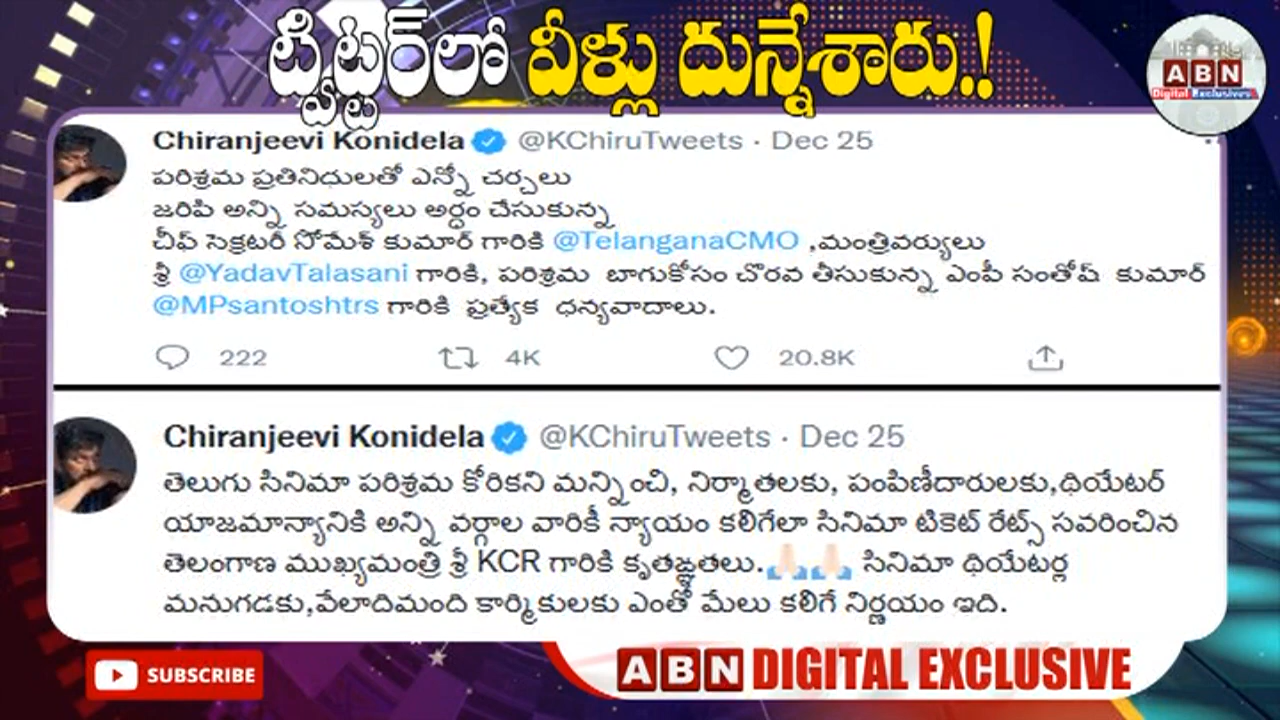 ట్విట్టర్‌లో వీళ్లు దున్నేశారు.!
ABN
Digital Exclusives
Chiranjeevi Konidela @KChiruTweets · Dec 25
పరిశ్రమ ప్రతినిధులతో ఎన్నో చర్చలు
జరిపి అన్ని సమస్యలు అర్ధం చేసుకున్న
చీఫ్ సెక్రటరీ సోమేశ్ కుమార్ గారికి @TelanganaCMO ,మంత్రివర్యులు
శ్రీ @YadavTalasani గారికి, పరిశ్రమ బాగుకోసం చొరవ తీసుకున్న ఎంపీ సంతోష్ కుమార్
@MPsantoshtrs గారికి ప్రత్యేక ధన్యవాదాలు.
222 4K 20.8K
Chiranjeevi Konidela @KChiruTweets · Dec 25
తెలుగు సినిమా పరిశ్రమ కోరికని మన్నించి, నిర్మాతలకు, పంపిణీదారులకు,థియేటర్
యాజమాన్యానికి అన్ని వర్గాల వారికీ న్యాయం కలిగేలా సినిమా టికెట్ రేట్స్ సవరించిన
తెలంగాణ ముఖ్యమంత్రి శ్రీ KCR గారికి కృతఙ్ఞతలు.🙏🏻🙏🏻 సినిమా థియేటర్ల
మనుగడకు,వేలాదిమంది కార్మికులకు ఎంతో మేలు కలిగే నిర్ణయం ఇది.
SUBSCRIBE
ABN DIGITAL EXCLUSIVE